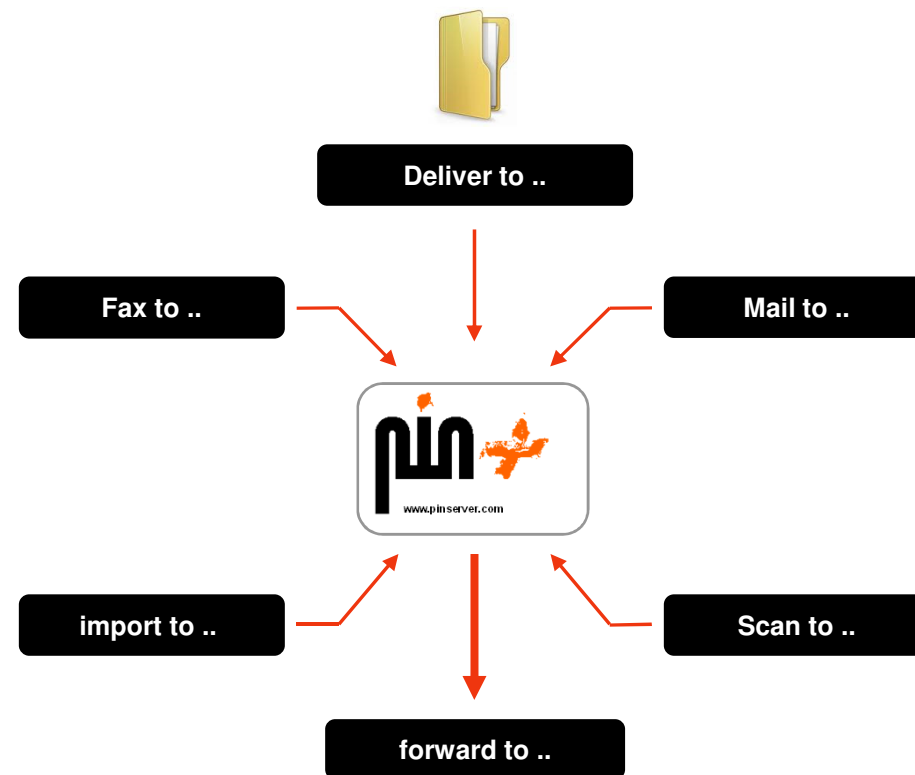 Deliver to ..
Fax to ..
Mail to ..
pin
www.pinserver.com
import to ..
Scan to ..
forward to ..